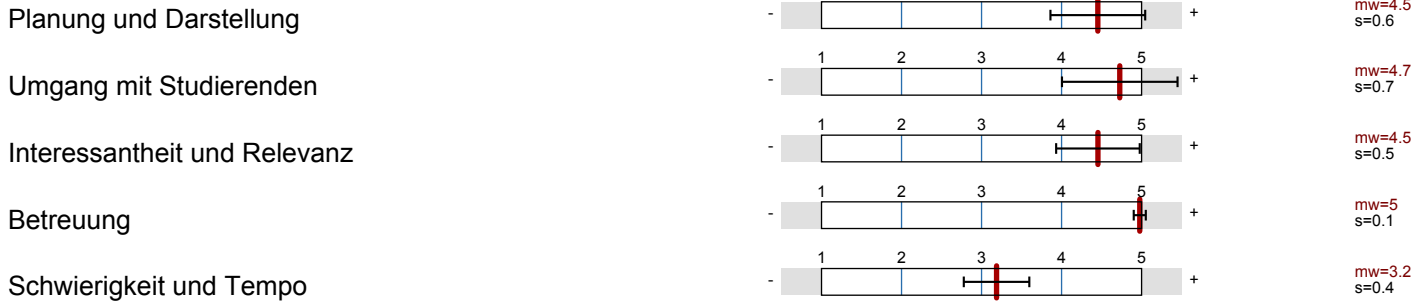 Planung und Darstellung
- + mw=4.5
s=0.6
1 2 3 4 5
Umgang mit Studierenden
- + mw=4.7
s=0.7
1 2 3 4 5
Interessantheit und Relevanz
- + mw=4.5
s=0.5
1 2 3 4 5
Betreuung
- + mw=5
s=0.1
1 2 3 4 5
Schwierigkeit und Tempo
- + mw=3.2
s=0.4